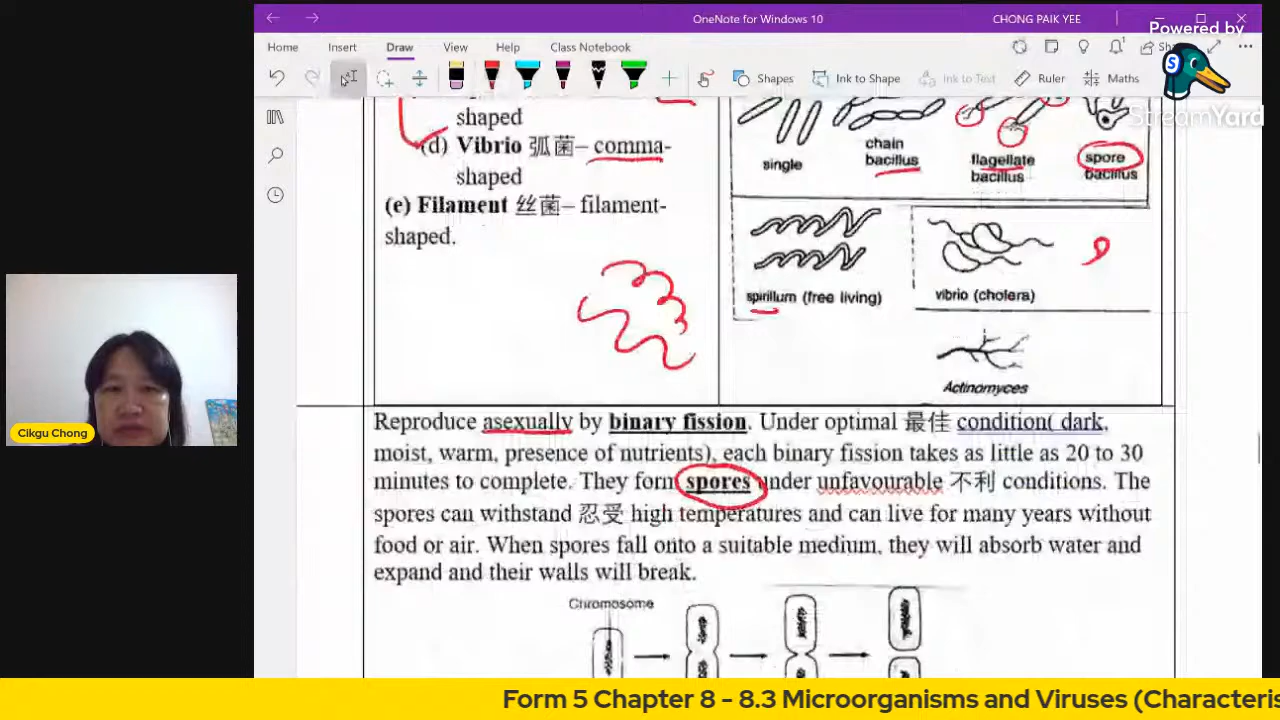 OneNote for Windows 10
CHONG PAIK YEE
Powered by
StreamYard
Home Insert Draw View Help Class Notebook
Shapes Ink to Shape Ink to Text Ruler Maths
shaped
(d) Vibrio 弧菌– comma-
shaped
(e) Filament 丝菌– filament-
shaped.
single
chain
bacillus
flagellate
bacillus
spore
bacillus
spirillum (free living)
vibrio (cholera)
Actinomyces
Cikgu Chong
Reproduce asexually by binary fission. Under optimal 最佳 condition( dark,
moist, warm, presence of nutrients), each binary fission takes as little as 20 to 30
minutes to complete. They form spores under unfavourable 不利 conditions. The
spores can withstand 忍受 high temperatures and can live for many years without
food or air. When spores fall onto a suitable medium, they will absorb water and
expand and their walls will break.
Chromosome
Form 5 Chapter 8 - 8.3 Microorganisms and Viruses (Characteris